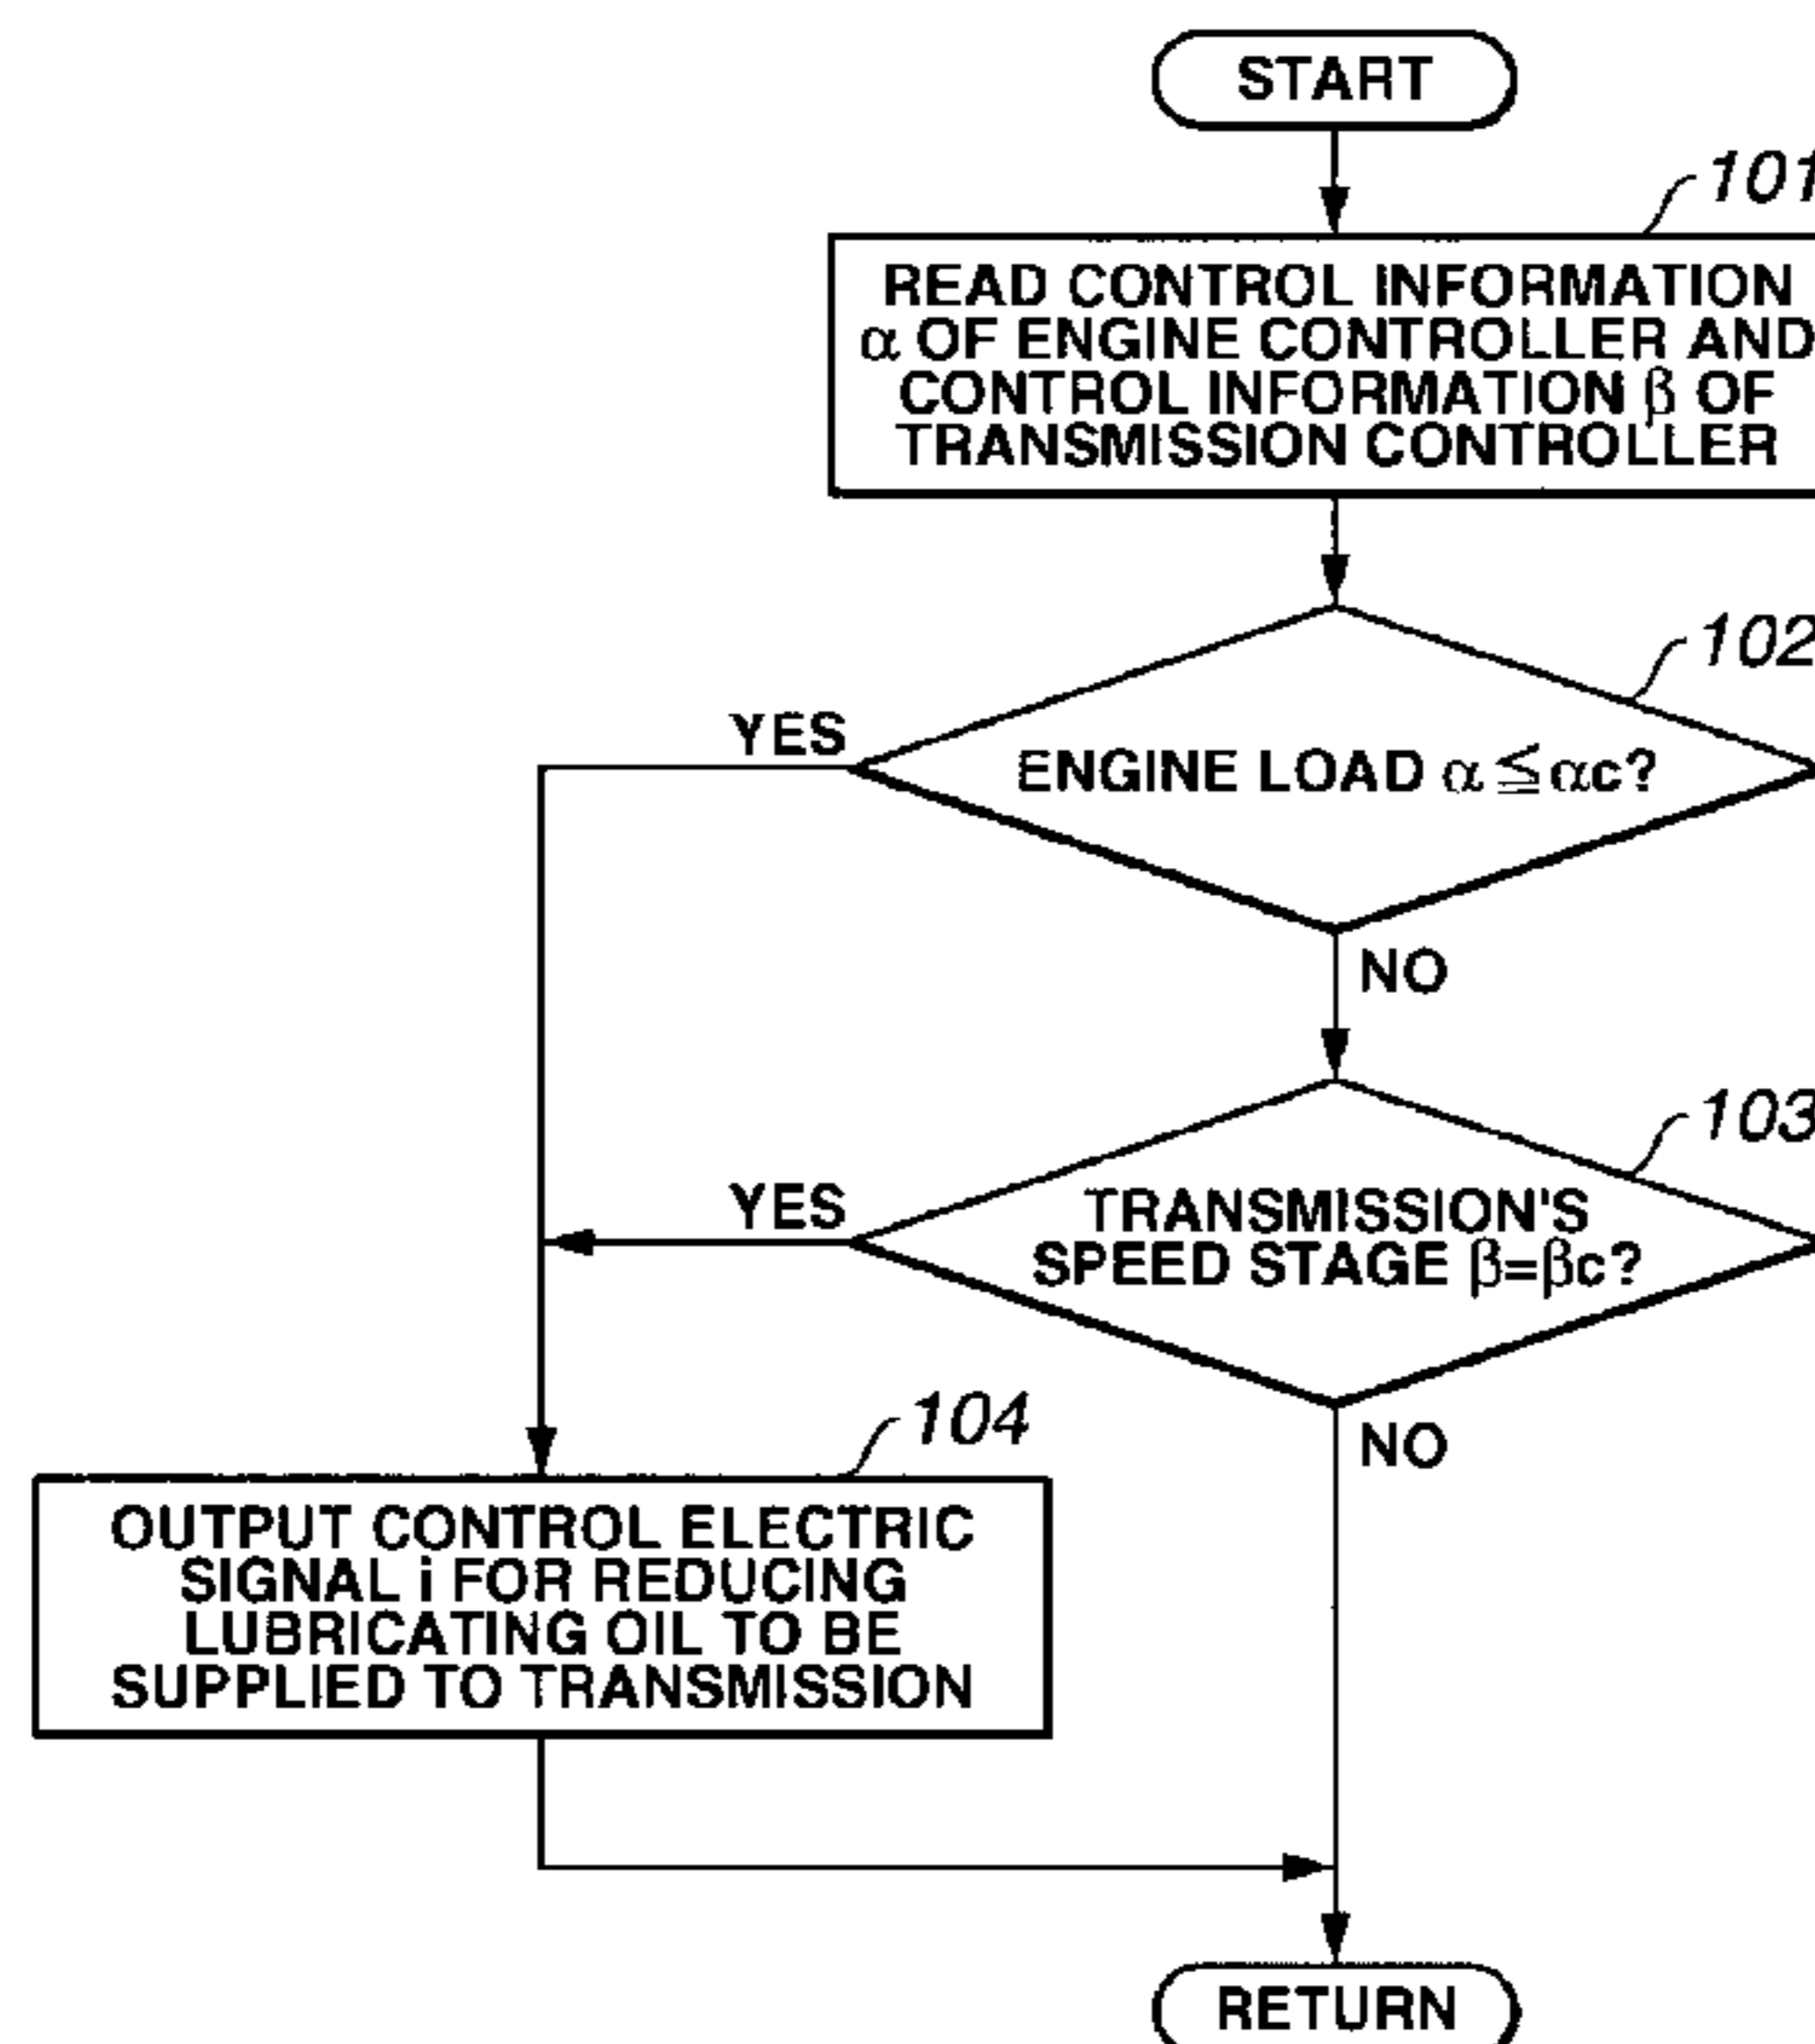 START
101
READ CONTROL INFORMATION
α OF ENGINE CONTROLLER AND
CONTROL INFORMATION β OF
TRANSMISSION CONTROLLER
102
YES
ENGINE LOAD α≦αc?
NO
103
YES
TRANSMISSION'S
SPEED STAGE β=βc?
NO
104
OUTPUT CONTROL ELECTRIC
SIGNAL i FOR REDUCING
LUBRICATING OIL TO BE
SUPPLIED TO TRANSMISSION
RETURN